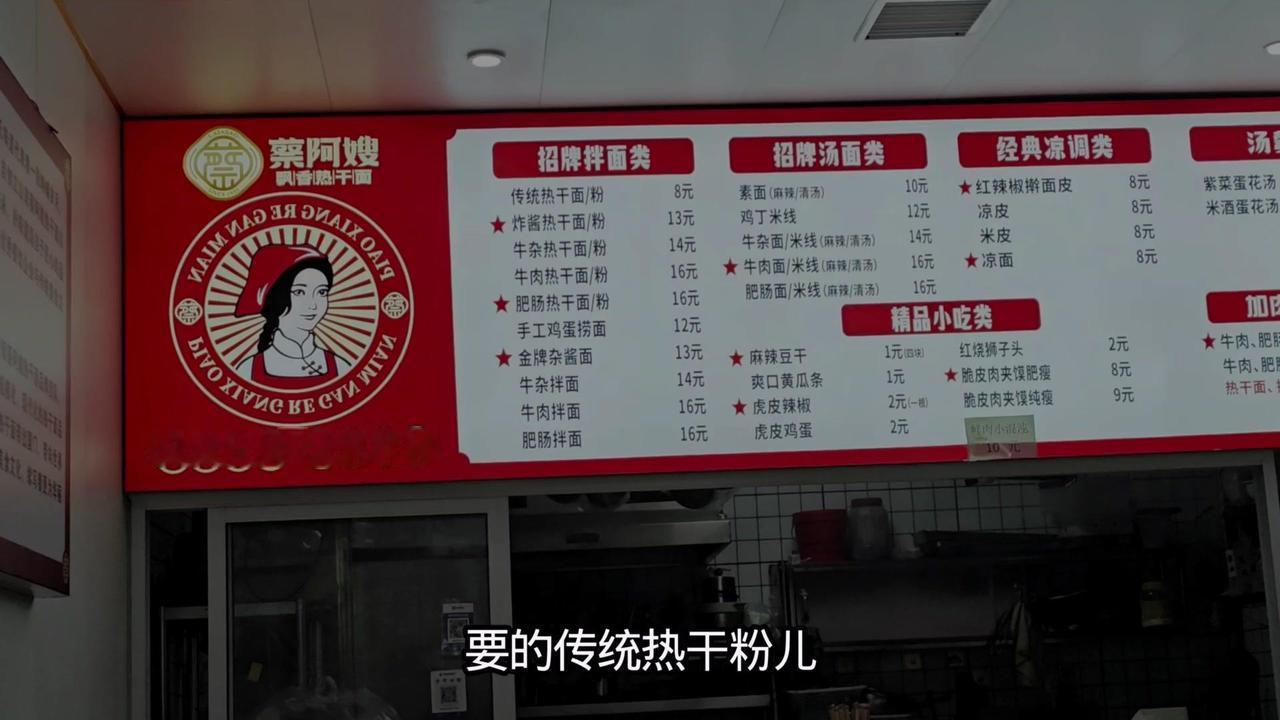 蔡阿嫂
飘香热干面
PIAO XIANG RE GAN MIAN
PIAO XIANG RE GAN MIAN
招牌拌面类
传统热干面/粉 8元
★炸酱热干面/粉 13元
牛杂热干面/粉 14元
牛肉热干面/粉 16元
★肥肠热干面/粉 16元
手工鸡蛋捞面 12元
★金牌杂酱面 13元
牛杂拌面 14元
牛肉拌面 16元
肥肠拌面 16元
招牌汤面类
素面(麻辣/清汤) 10元
鸡丁米线 12元
牛杂面/米线(麻辣/清汤) 14元
★牛肉面/米线(麻辣/清汤) 16元
肥肠面/米线(麻辣/清汤) 16元
经典凉调类
★红辣椒擀面皮 8元
凉皮 8元
米皮 8元
★凉面 8元
精品小吃类
★麻辣豆干 1元(四块)
爽口黄瓜条 1元
★虎皮辣椒 2元(一根)
虎皮鸡蛋 2元
红烧狮子头 2元
★脆皮肉夹馍肥瘦 8元
脆皮肉夹馍纯瘦 9元
10元
汤
紫菜蛋花汤
米酒蛋花汤
加
★牛肉、肥肠
牛肉、肥
热干面、
要的传统热干粉儿